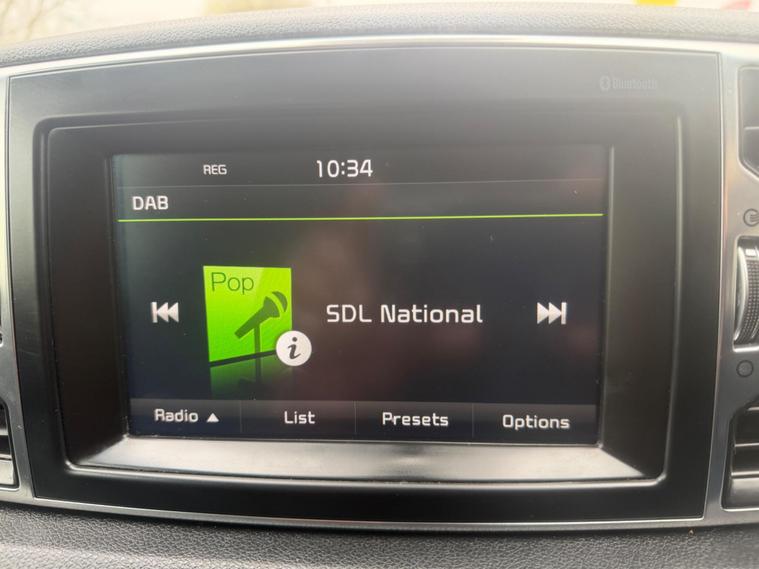 Bluetooth
REG 10:34
DAB
Pop
SDL National
i
Radio ▲ List Presets Options